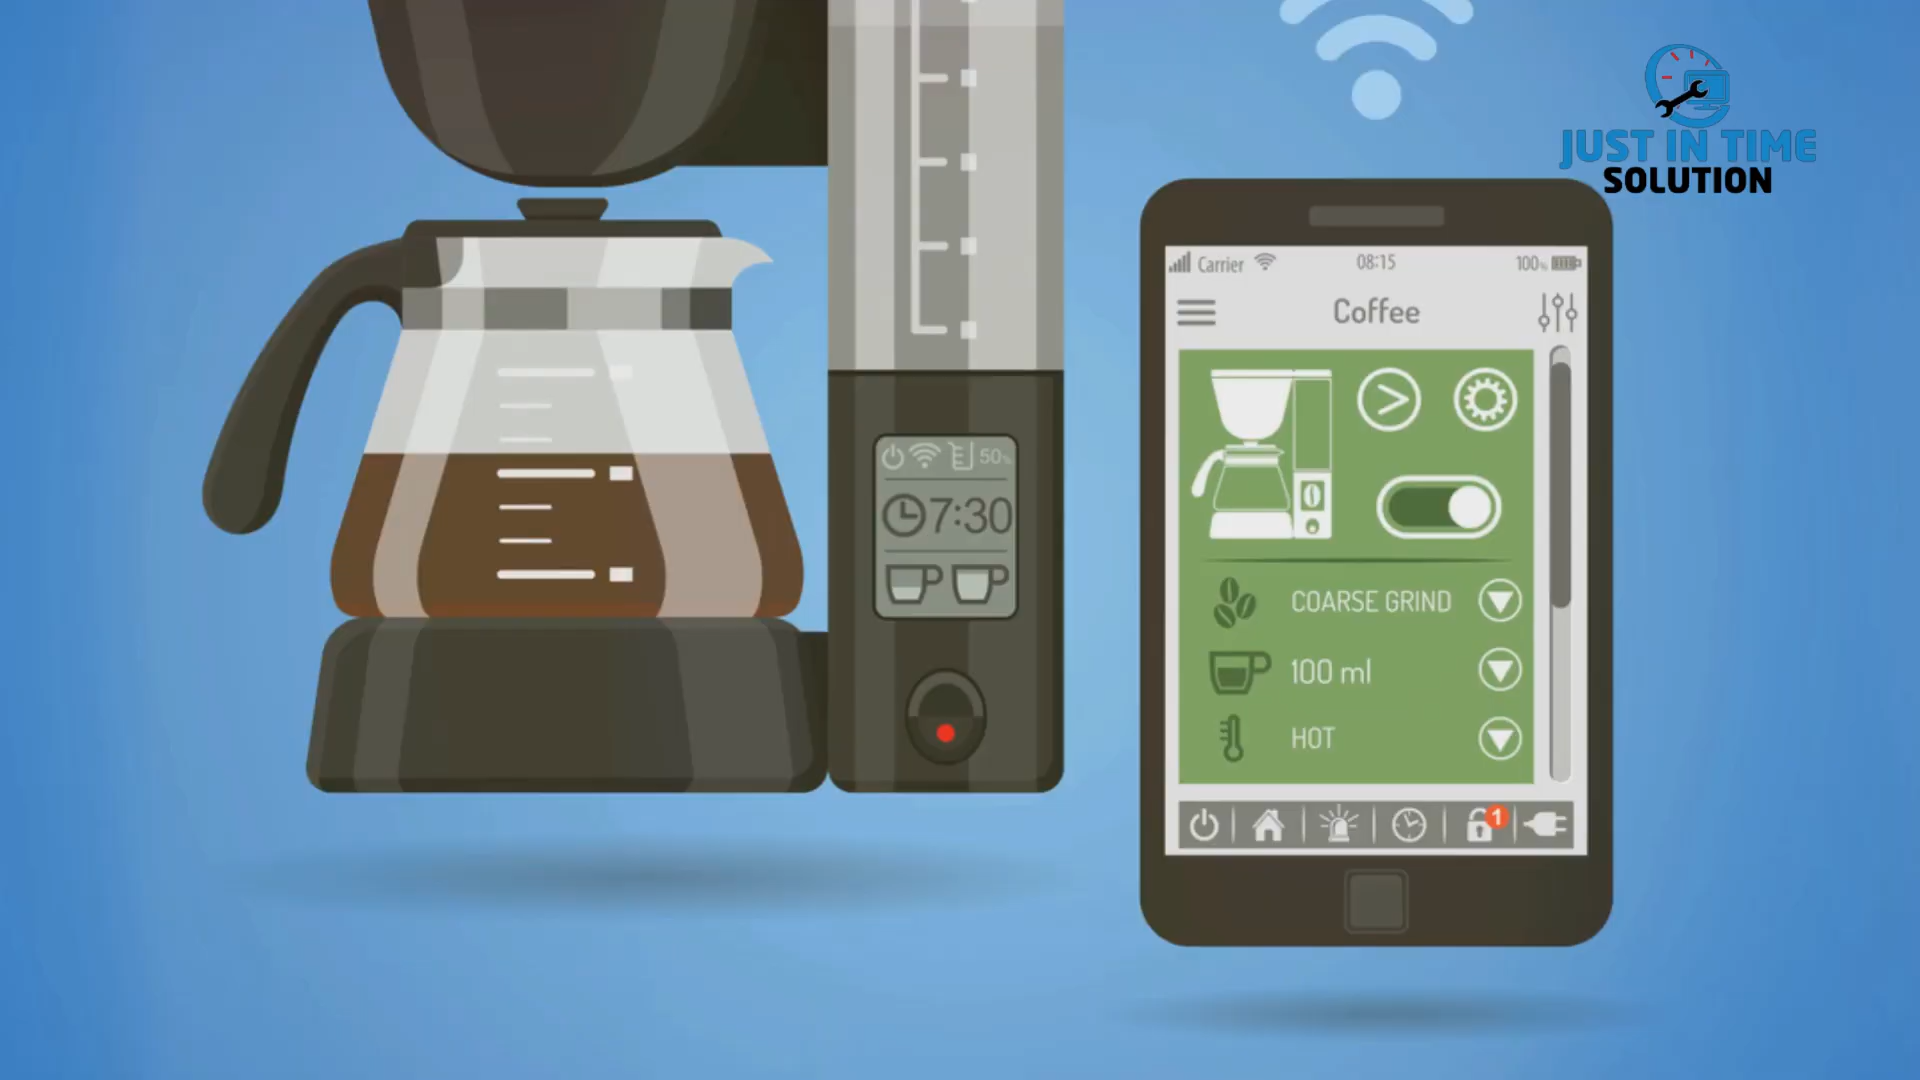 JUST IN TIME
SOLUTION
Carrier
08:15
100%
Coffee
50%
7:30
COARSE GRIND
100 ml
HOT
1